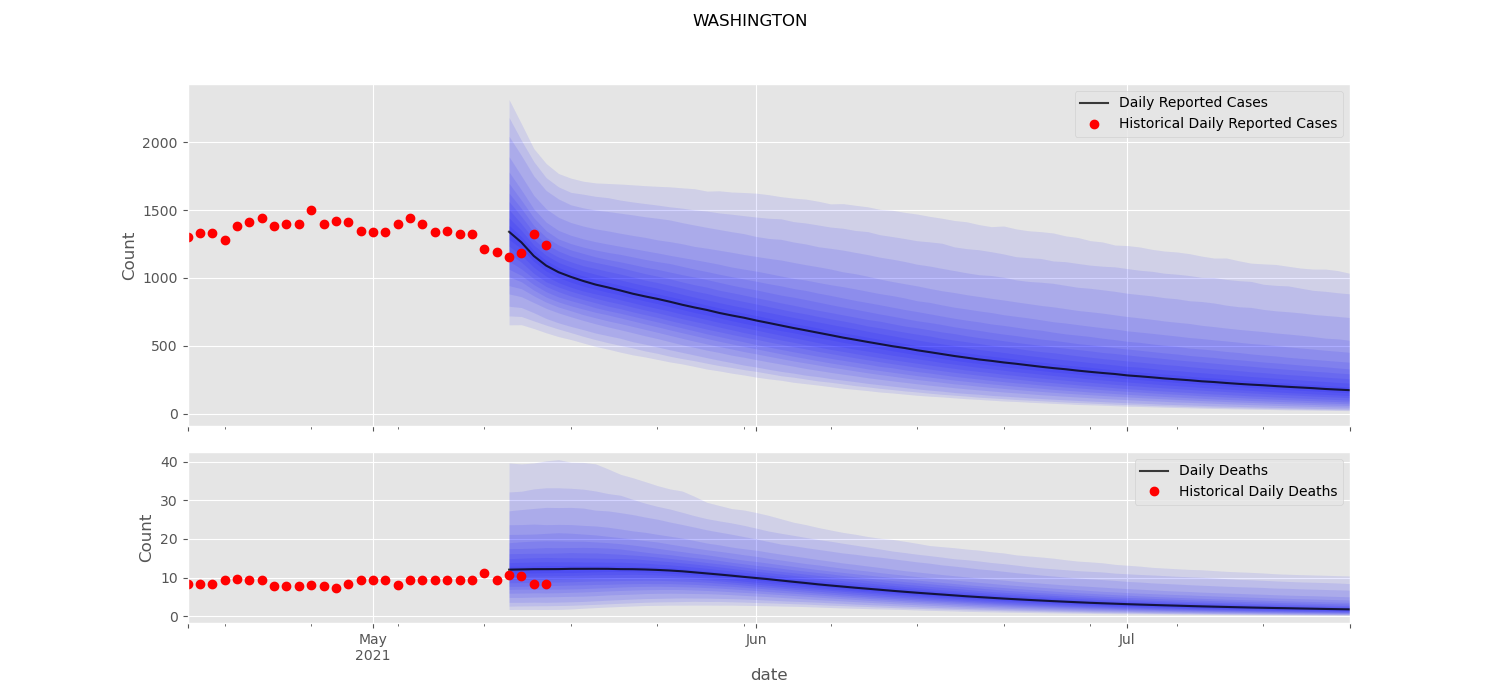 WASHINGTON
Daily Reported Cases
Historical Daily Reported Cases
2000
1500
1000
500
0
Count
Daily Deaths
Historical Daily Deaths
40
30
20
10
0
Count
May
2021
Jun
Jul
date